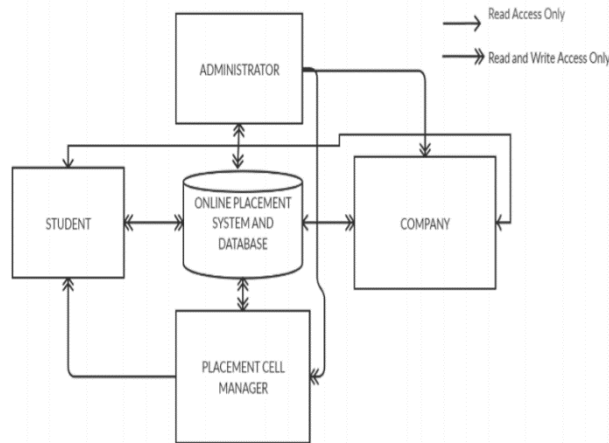 Read Access Only
Read and Write Access Only
ADMINISTRATOR
STUDENT
ONLINE PLACEMENT
SYSTEM AND
DATABASE
COMPANY
PLACEMENT CELL
MANAGER